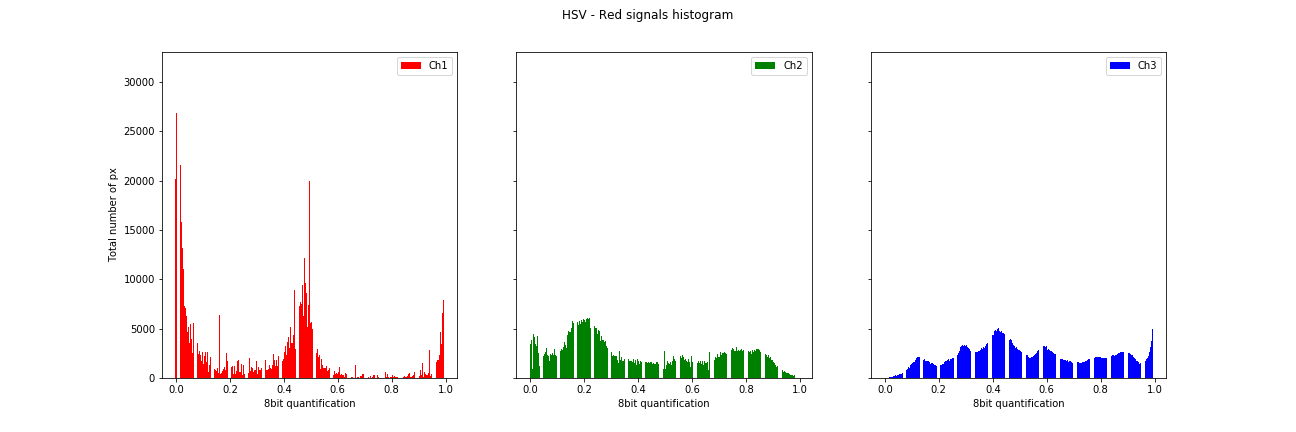 HSV - Red signals histogram
Total number of px
30000
25000
20000
15000
10000
5000
0
Ch1
0.0 0.2 0.4 0.6 0.8 1.0
8bit quantification
Ch2
0.0 0.2 0.4 0.6 0.8 1.0
8bit quantification
Ch3
0.0 0.2 0.4 0.6 0.8 1.0
8bit quantification